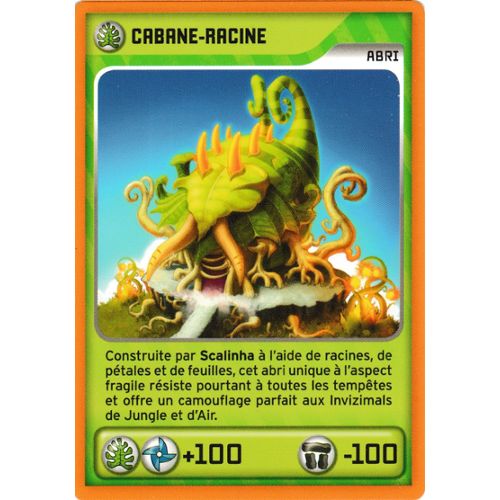 CABANE-RACINE
ABRI
Construite par Scalinha à l'aide de racines, de
pétales et de feuilles, cet abri unique à l'aspect
fragile résiste pourtant à toutes les tempêtes
et offre un camouflage parfait aux Invizimals
de Jungle et d'Air.
+100
-100